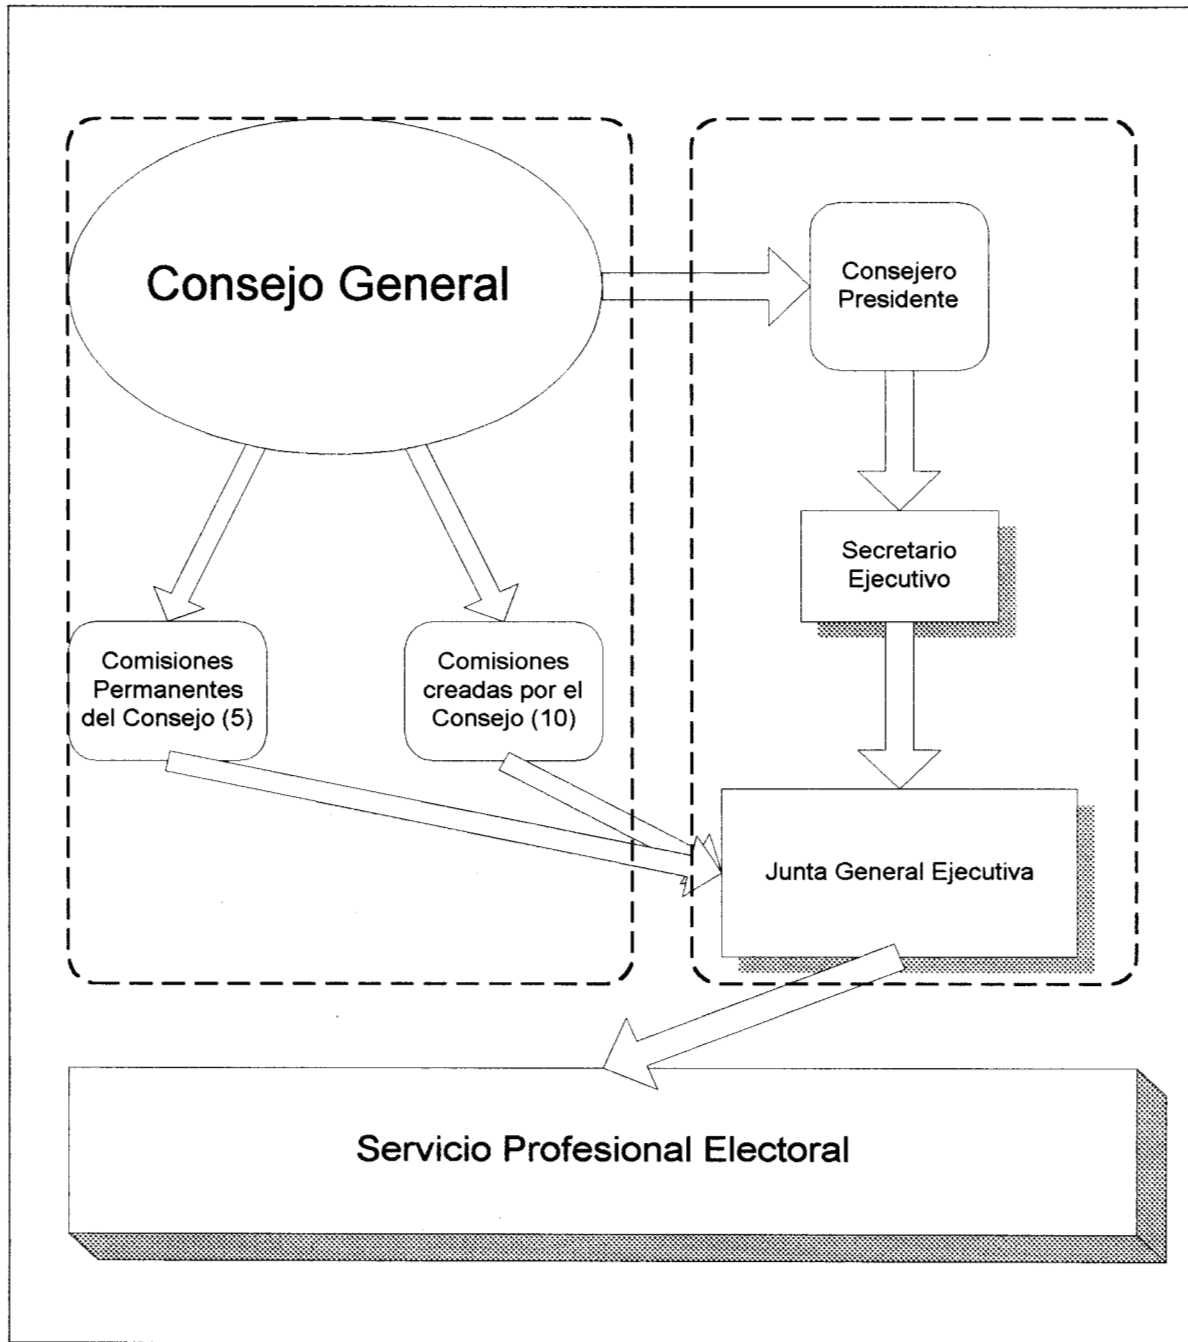 Consejo General
Consejero
Presidente
Secretario
Ejecutivo
Comisiones
Permanentes
del Consejo (5)
Comisiones
creadas por el
Consejo (10)
Junta General Ejecutiva
Servicio Profesional Electoral